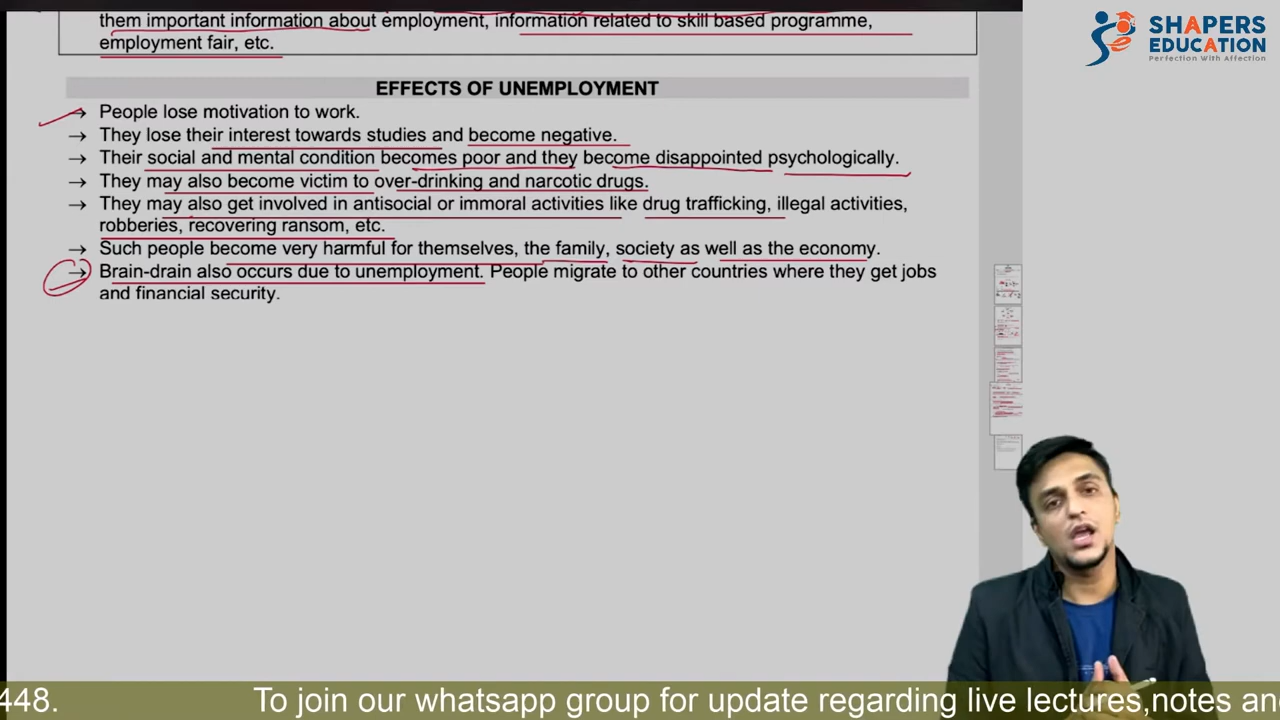 them important information about employment, information related to skill based programme,
employment fair, etc.
SHAPERS
EDUCATION
Perfection With Affection
EFFECTS OF UNEMPLOYMENT
→ People lose motivation to work.
→ They lose their interest towards studies and become negative.
→ Their social and mental condition becomes poor and they become disappointed psychologically.
→ They may also become victim to over-drinking and narcotic drugs.
→ They may also get involved in antisocial or immoral activities like drug trafficking, illegal activities,
robberies, recovering ransom, etc.
→ Such people become very harmful for themselves, the family, society as well as the economy.
→ Brain-drain also occurs due to unemployment. People migrate to other countries where they get jobs
and financial security.
448. To join our whatsapp group for update regarding live lectures,notes an